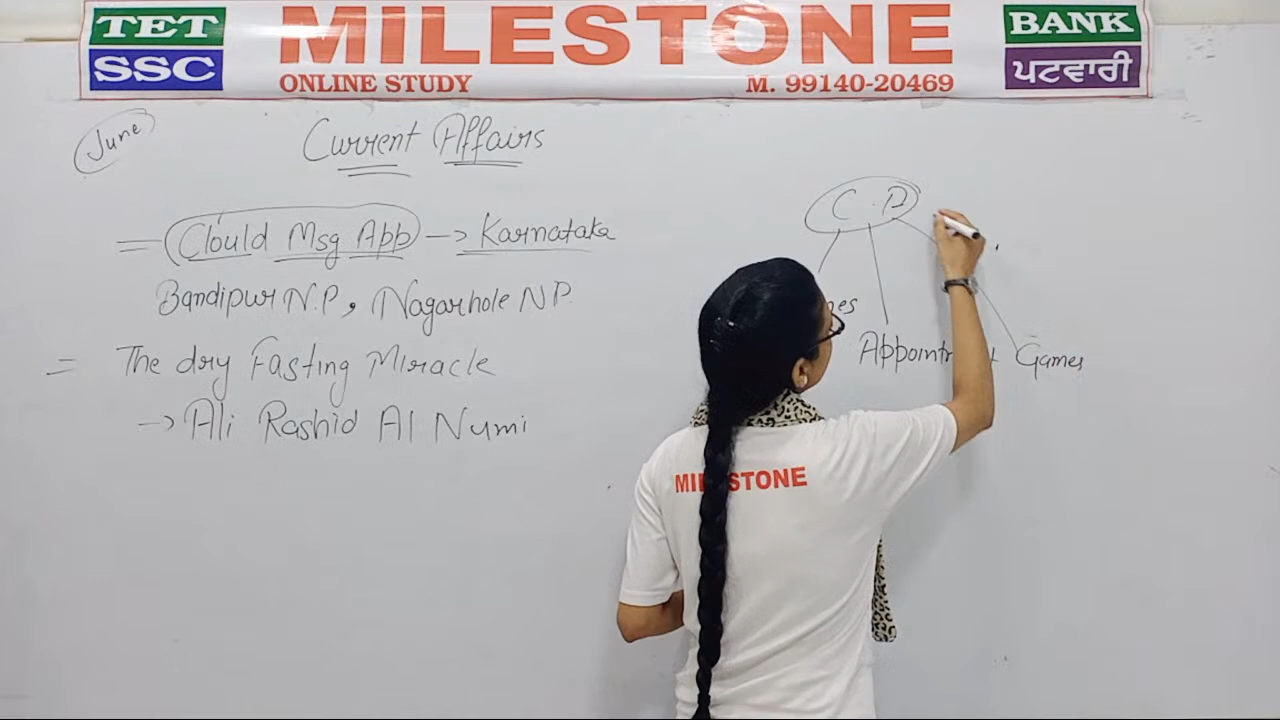 TET
SSC
MILESTONE
ONLINE STUDY M. 99140-20469
BANK
ਪਟਵਾਰੀ
June
Current Affairs
= Clould Msg App -> Karnataka
Bandipur N.P, Nagarhole NP
= The dry Fasting Miracle
-> Ali Rashid Al Numi
C.D
Games
MILESTONE